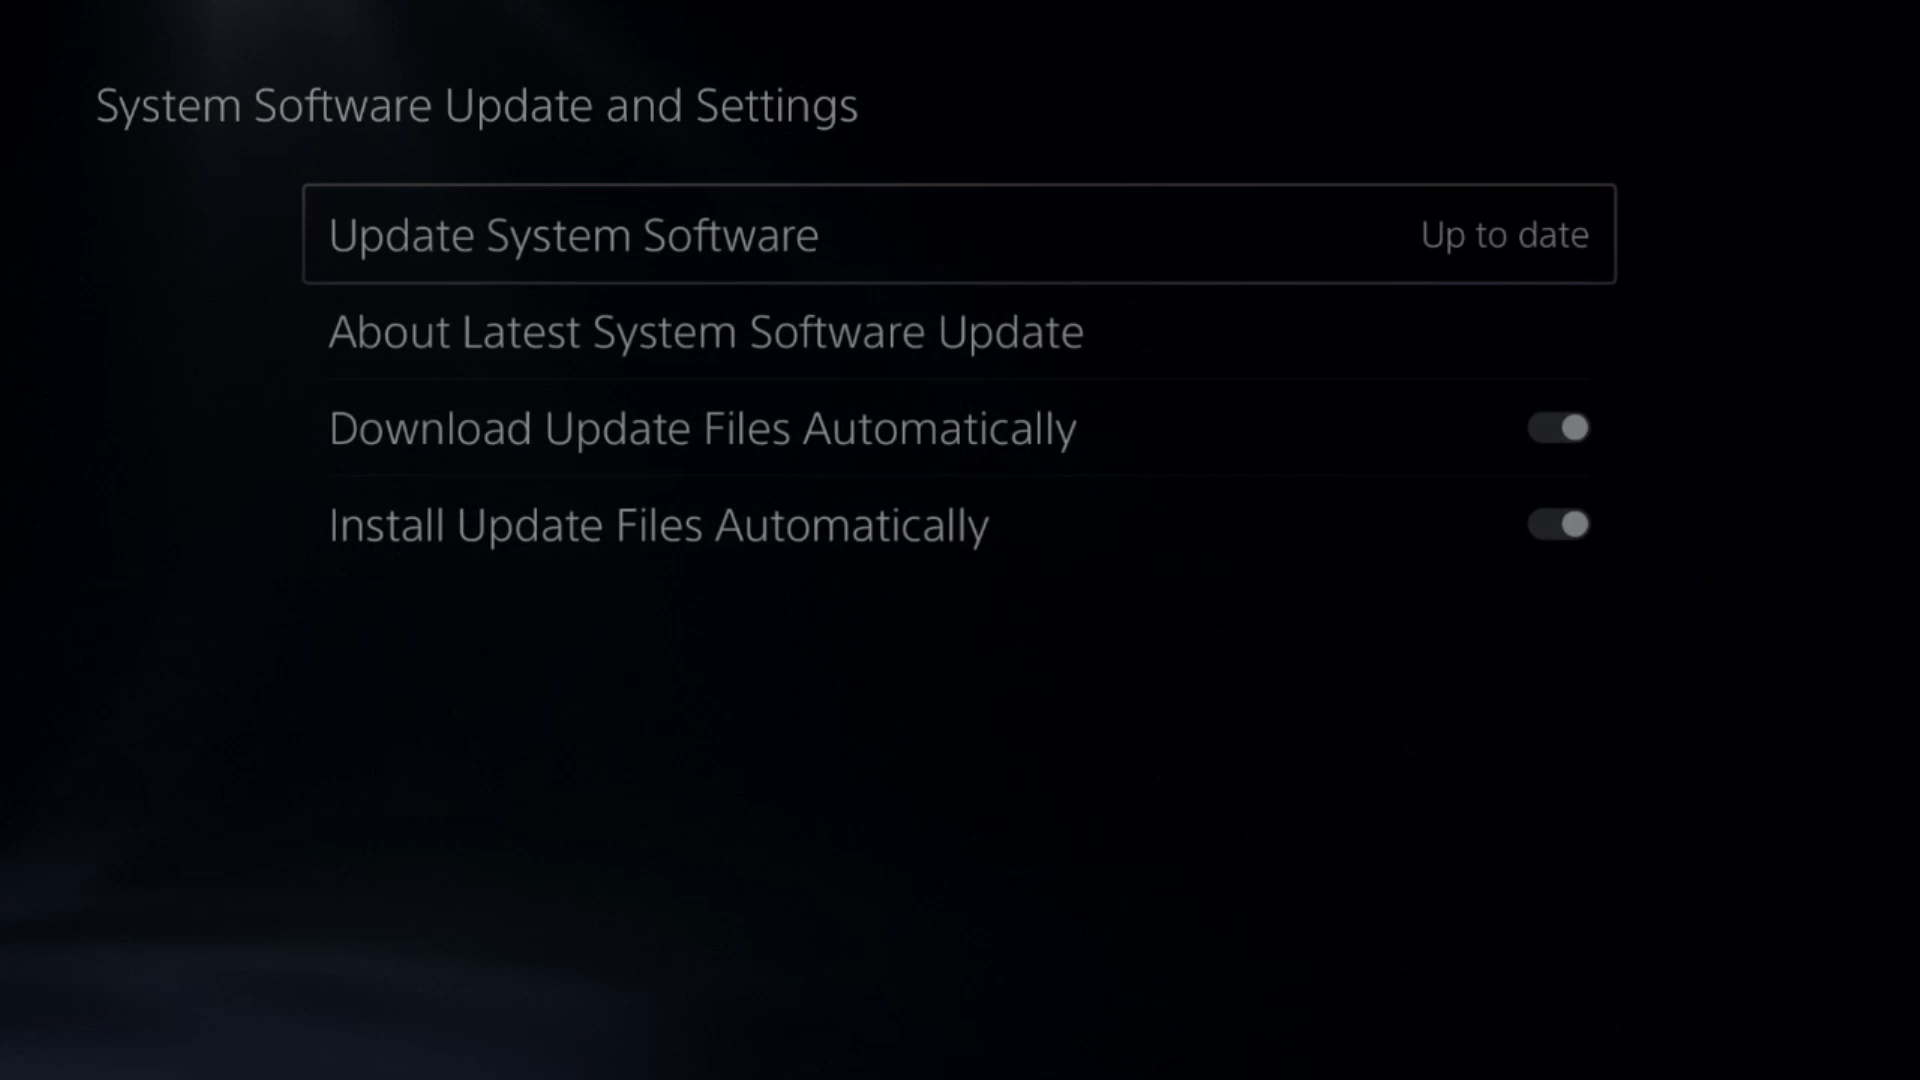 System Software Update and Settings
Update System Software Up to date
About Latest System Software Update
Download Update Files Automatically
Install Update Files Automatically